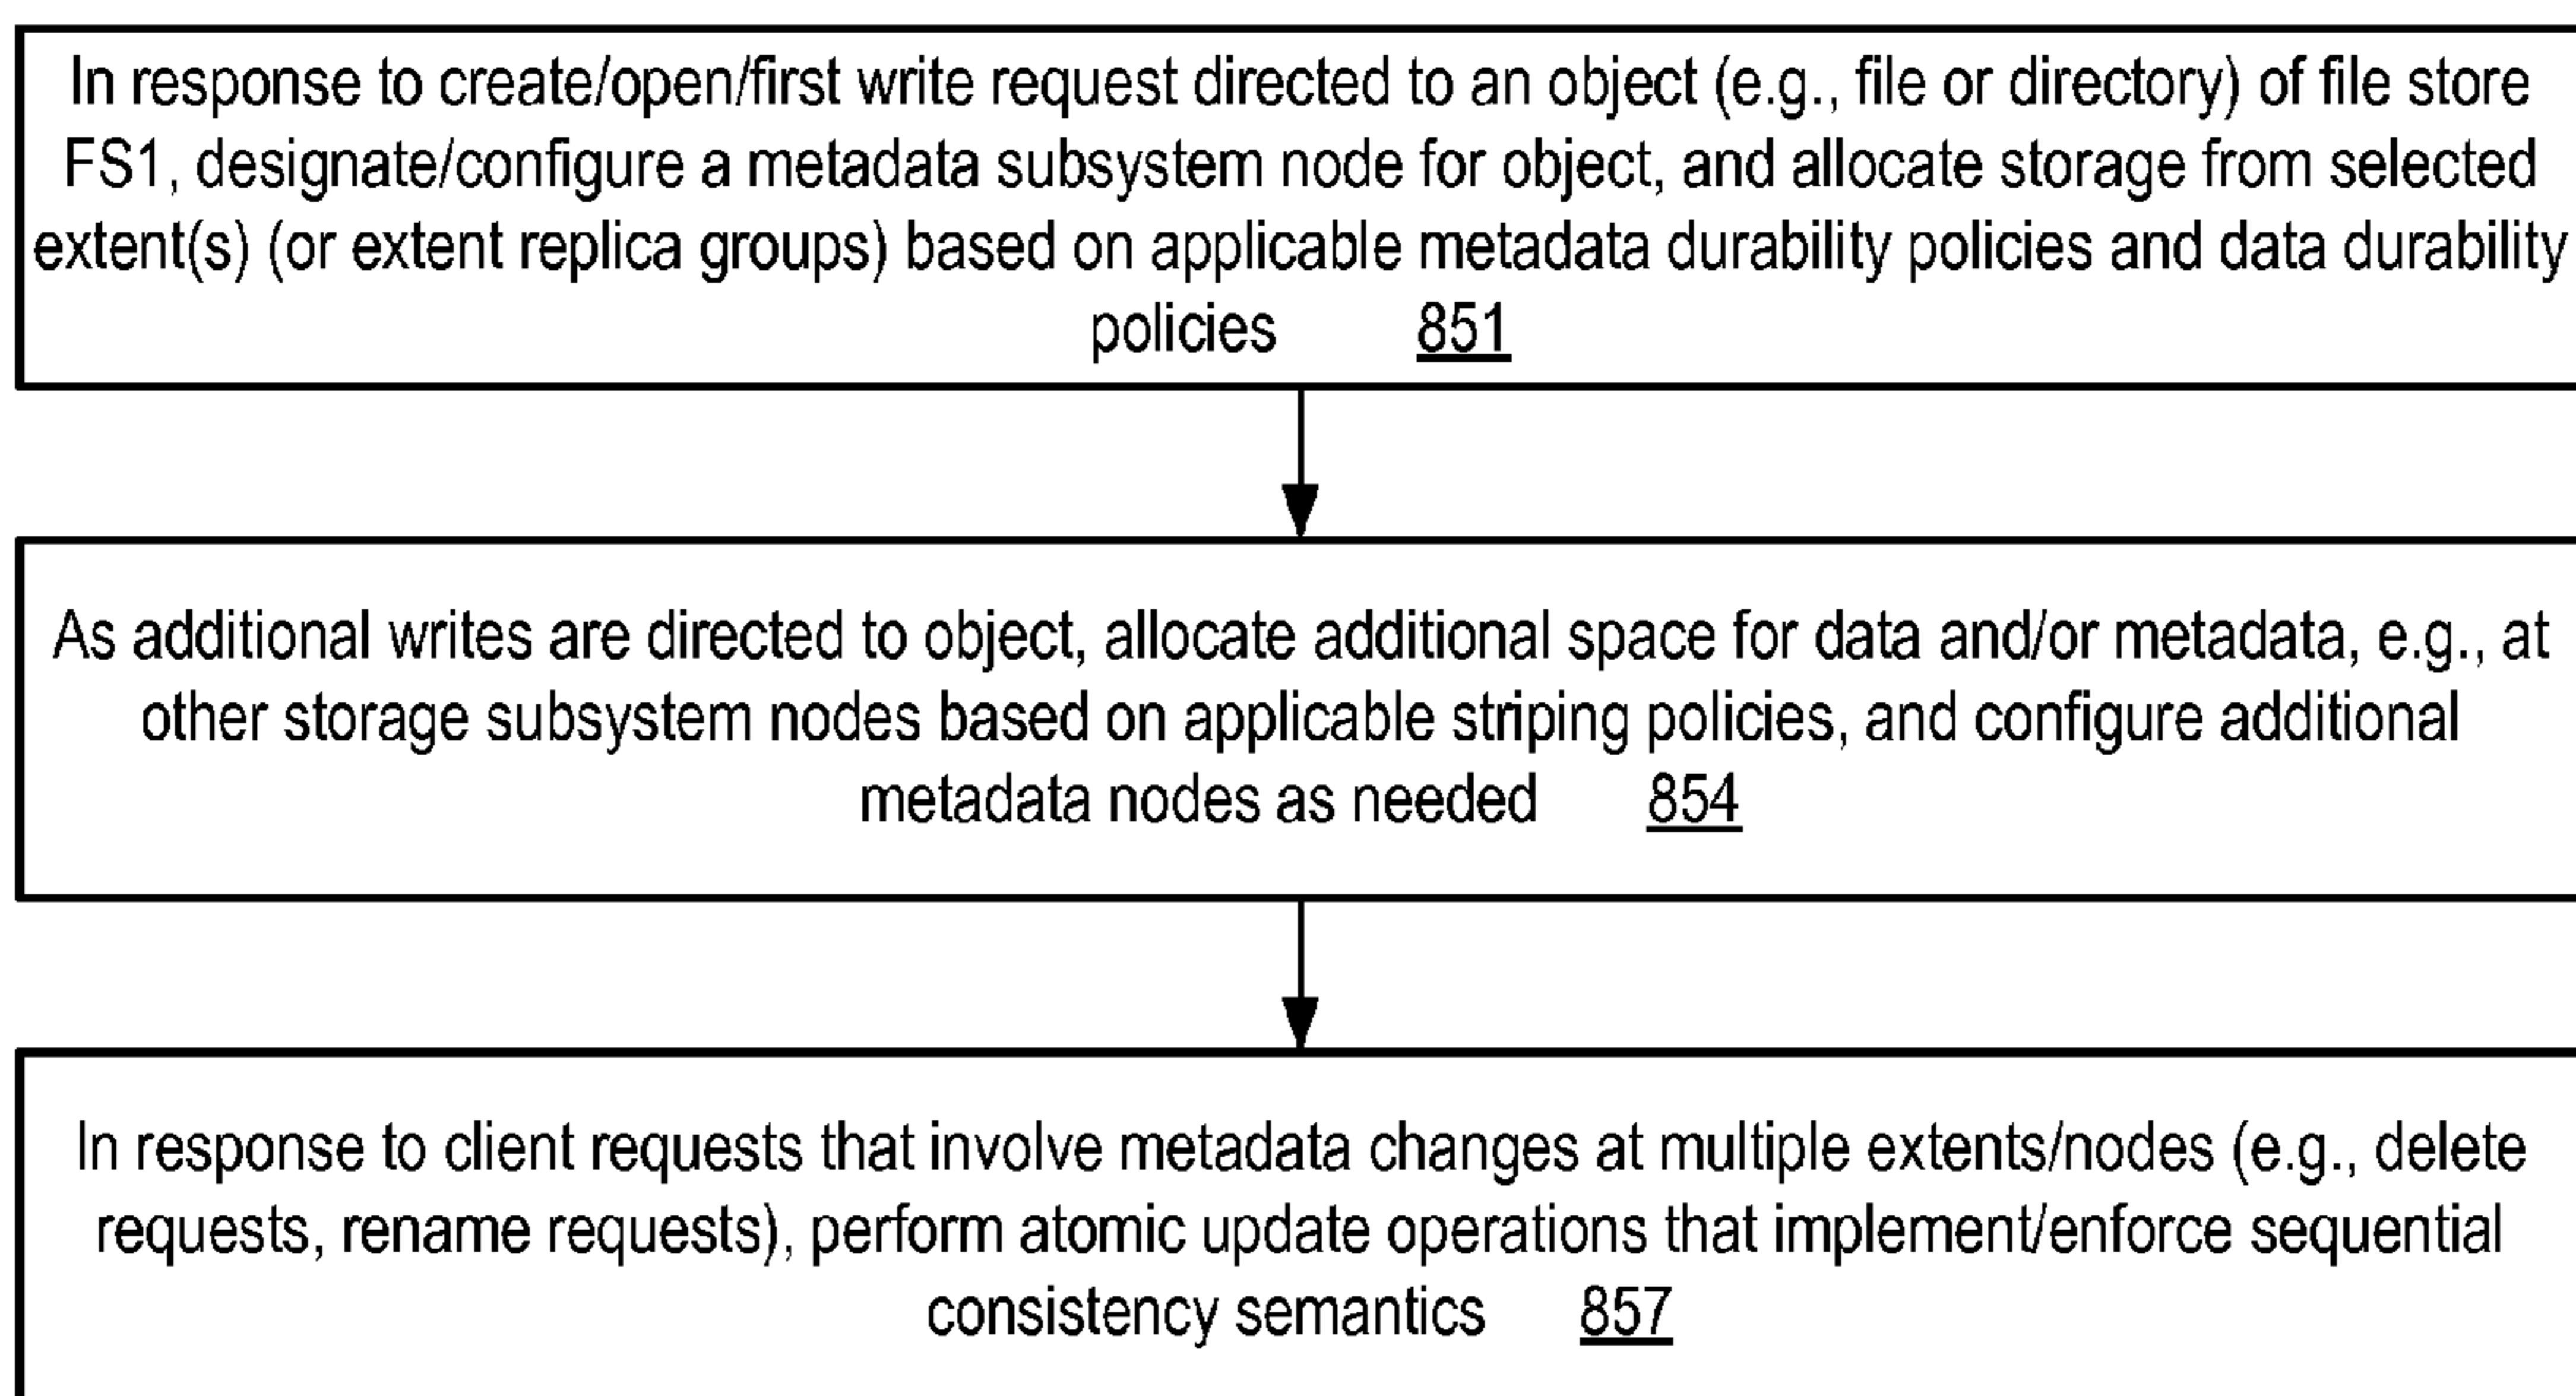 In response to create/open/first write request directed to an object (e.g., file or directory) of file store
FS1, designate/configure a metadata subsystem node for object, and allocate storage from selected
extent(s) (or extent replica groups) based on applicable metadata durability policies and data durability
policies 851
As additional writes are directed to object, allocate additional space for data and/or metadata, e.g., at
other storage subsystem nodes based on applicable striping policies, and configure additional
metadata nodes as needed 854
In response to client requests that involve metadata changes at multiple extents/nodes (e.g., delete
requests, rename requests), perform atomic update operations that implement/enforce sequential
consistency semantics 857